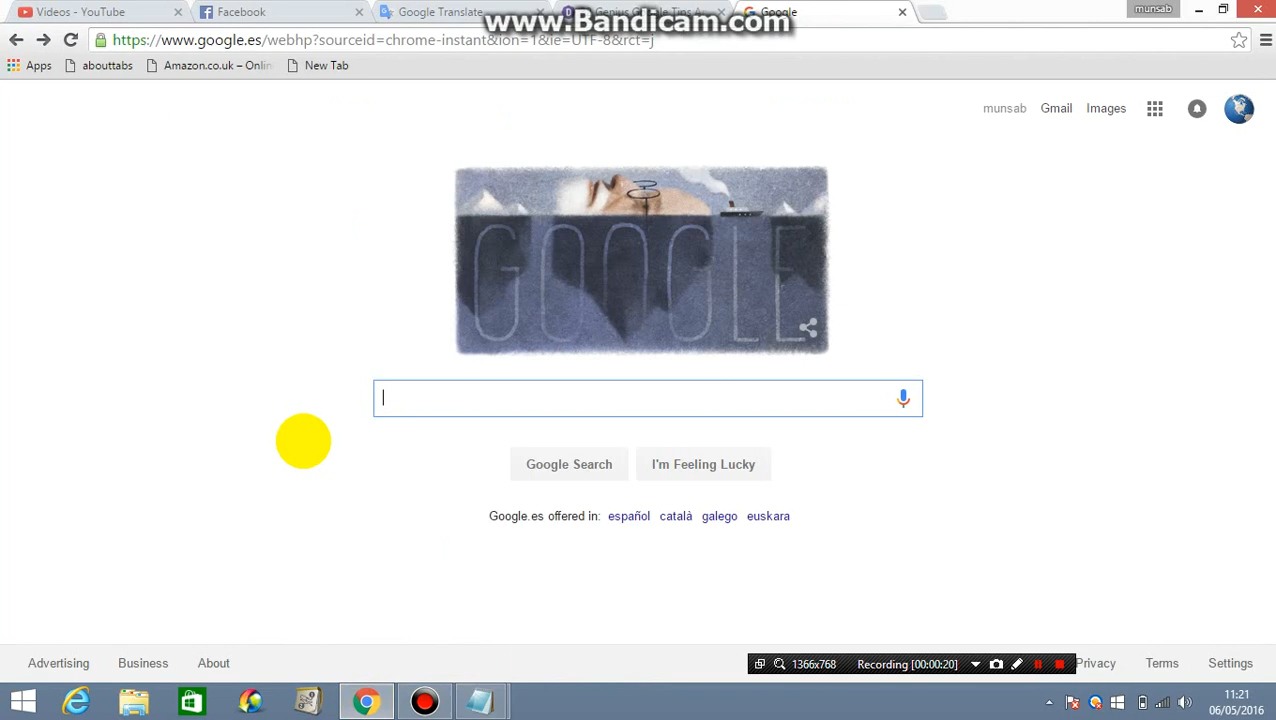 Videos - YouTube
Facebook
Google Translate
Google
munsab
www.Bandicam.com
https://www.google.es/webhp?sourceid=chrome-instant&ion=1&ie=UTF-8&rct=j
Apps
abouttabs
Amazon.co.uk – Onlin
New Tab
munsab
Gmail
Images
GOOGLE
Google Search
I'm Feeling Lucky
Google.es offered in: español català galego euskara
Advertising
Business
About
1366x768
Recording [00:00:20]
Privacy
Terms
Settings
11:21
06/05/2016